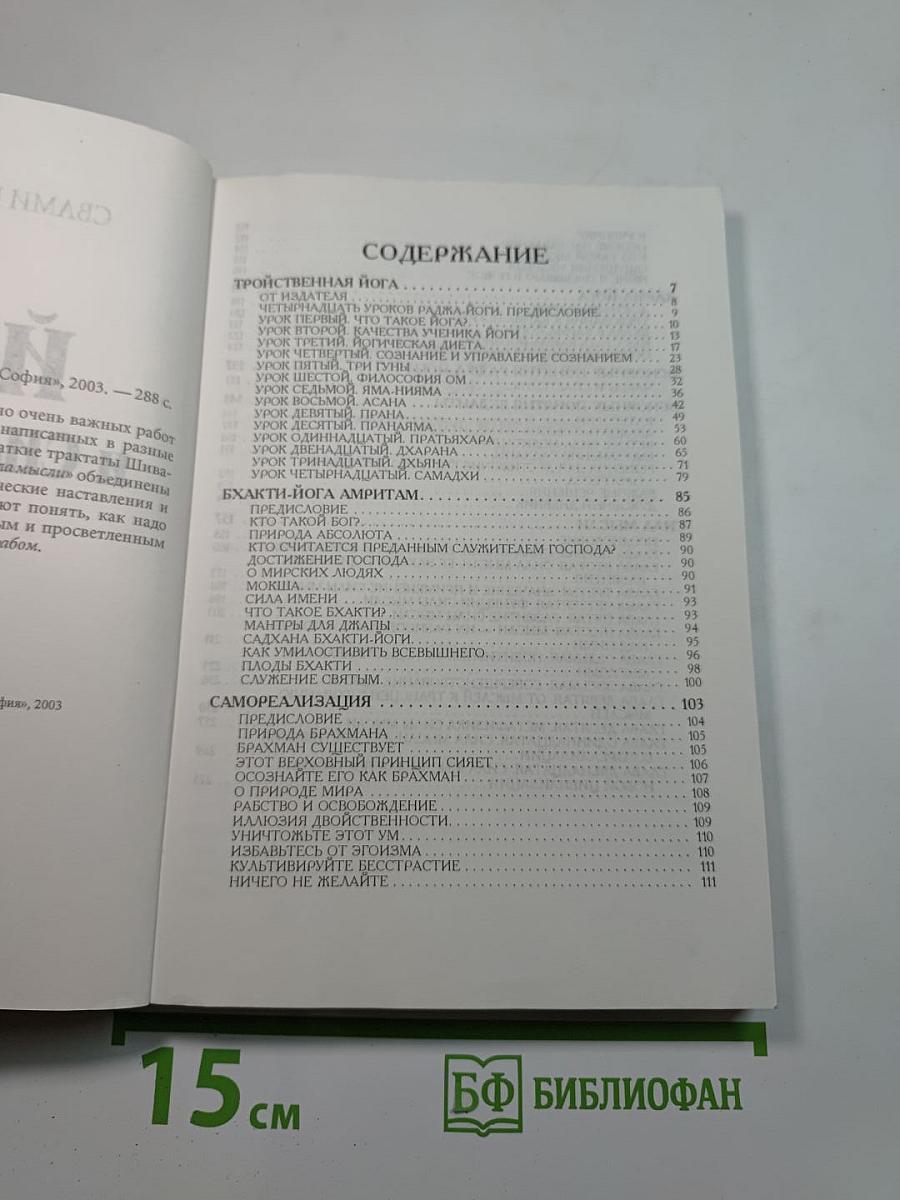 София», 2003. — 288 с.
но очень важных работ
написанных в разные
аткие трактаты Шива-
ла мысли» объединены
ческие наставления и
ют понять, как надо
ым и просветленным
рабом.
фия», 2003
СОДЕРЖАНИЕ
ТРОЙСТВЕННАЯ ЙОГА 7
ОТ ИЗДАТЕЛЯ 8
ЧЕТЫРНАДЦАТЬ УРОКОВ РАДЖА-ЙОГИ. ПРЕДИСЛОВИЕ. 9
УРОК ПЕРВЫЙ. ЧТО ТАКОЕ ЙОГА? 10
УРОК ВТОРОЙ. КАЧЕСТВА УЧЕНИКА ЙОГИ 13
УРОК ТРЕТИЙ. ЙОГИЧЕСКАЯ ДИЕТА 17
УРОК ЧЕТВЕРТЫЙ. СОЗНАНИЕ И УПРАВЛЕНИЕ СОЗНАНИЕМ 23
УРОК ПЯТЫЙ. ТРИ ГУНЫ 28
УРОК ШЕСТОЙ. ФИЛОСОФИЯ ОМ 32
УРОК СЕДЬМОЙ. ЯМА-НИЯМА 36
УРОК ВОСЬМОЙ. АСАНА 42
УРОК ДЕВЯТЫЙ. ПРАНА 49
УРОК ДЕСЯТЫЙ. ПРАНАЯМА 53
УРОК ОДИННАДЦАТЫЙ. ПРАТЬЯХАРА 60
УРОК ДВЕНАДЦАТЫЙ. ДХАРАНА 65
УРОК ТРИНАДЦАТЫЙ. ДХЬЯНА 71
УРОК ЧЕТЫРНАДЦАТЫЙ. САМАДХИ 79
БХАКТИ-ЙОГА АМРИТАМ 85
ПРЕДИСЛОВИЕ 86
КТО ТАКОЙ БОГ? 87
ПРИРОДА АБСОЛЮТА 89
КТО СЧИТАЕТСЯ ПРЕДАННЫМ СЛУЖИТЕЛЕМ ГОСПОДА? 90
ДОСТИЖЕНИЕ ГОСПОДА 90
О МИРСКИХ ЛЮДЯХ 90
МОКША 91
СИЛА ИМЕНИ 93
ЧТО ТАКОЕ БХАКТИ? 93
МАНТРЫ ДЛЯ ДЖАПЫ 94
САДХАНА БХАКТИ-ЙОГИ 95
КАК УМИЛОСТИВИТЬ ВСЕВЫШНЕГО 96
ПЛОДЫ БХАКТИ 98
СЛУЖЕНИЕ СВЯТЫМ 100
САМОРЕАЛИЗАЦИЯ 103
ПРЕДИСЛОВИЕ 104
ПРИРОДА БРАХМАНА 105
БРАХМАН СУЩЕСТВУЕТ 105
ЭТОТ ВЕРХОВНЫЙ ПРИНЦИП СИЯЕТ 106
ОСОЗНАЙТЕ ЕГО КАК БРАХМАН 107
О ПРИРОДЕ МИРА 108
РАБСТВО И ОСВОБОЖДЕНИЕ 109
ИЛЛЮЗИЯ ДВОЙСТВЕННОСТИ 109
УНИЧТОЖЬТЕ ЭТОТ УМ 110
ИЗБАВЬТЕСЬ ОТ ЭГОИЗМА 110
КУЛЬТИВИРУЙТЕ БЕССТРАСТИЕ 111
НИЧЕГО НЕ ЖЕЛАЙТЕ 111
15 см
БФ БИБЛИОФАН